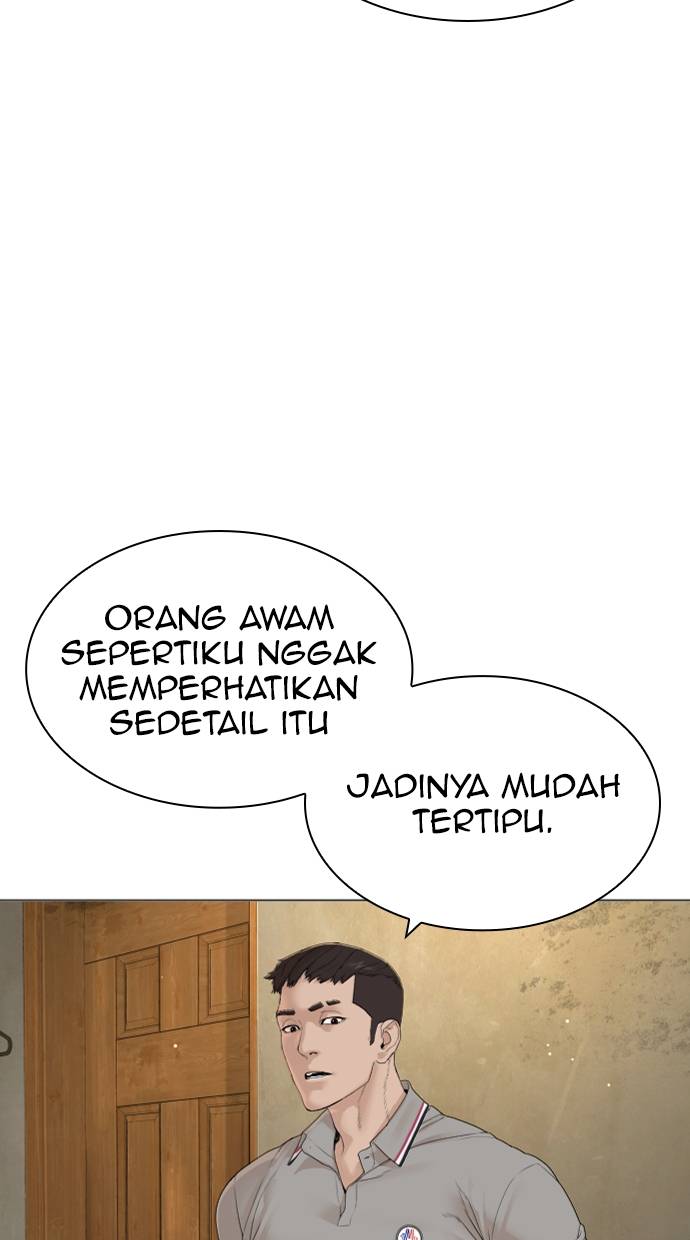 ORANG AWAM
SEPERTIKU NGGAK
MEMPERHATIKAN
SEDETAIL ITU
JADINYA MUDAH
TERTIPU.